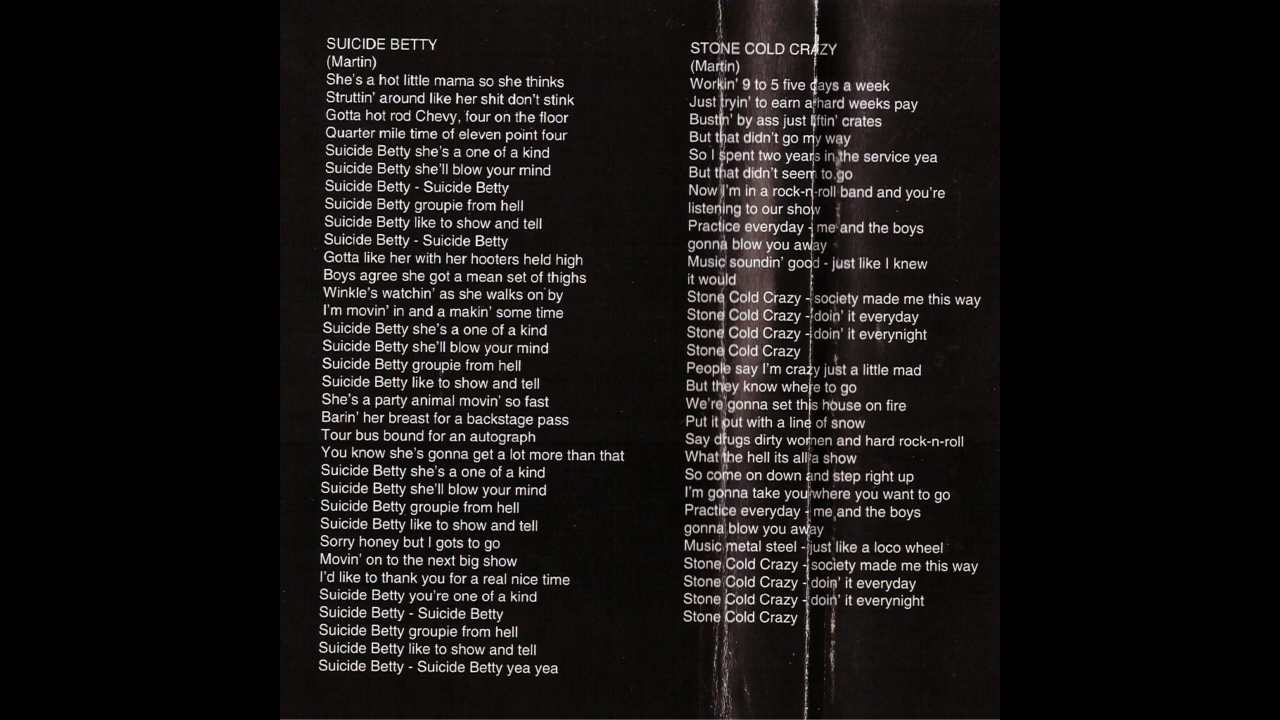 SUICIDE BETTY
(Martin)
She's a hot little mama so she thinks
Struttin' around like her shit don't stink
Gotta hot rod Chevy, four on the floor
Quarter mile time of eleven point four
Suicide Betty she's a one of a kind
Suicide Betty she'll blow your mind
Suicide Betty - Suicide Betty
Suicide Betty groupie from hell
Suicide Betty like to show and tell
Suicide Betty - Suicide Betty
Gotta like her with her hooters held high
Boys agree she got a mean set of thighs
Winkle's watchin' as she walks on by
I'm movin' in and a makin' some time
Suicide Betty she's a one of a kind
Suicide Betty she'll blow your mind
Suicide Betty groupie from hell
Suicide Betty like to show and tell
She's a party animal movin' so fast
Barin' her breast for a backstage pass
Tour bus bound for an autograph
You know she's gonna get a lot more than that
Suicide Betty she's a one of a kind
Suicide Betty she'll blow your mind
Suicide Betty groupie from hell
Suicide Betty like to show and tell
Sorry honey but I gots to go
Movin' on to the next big show
I'd like to thank you for a real nice time
Suicide Betty you're one of a kind
Suicide Betty - Suicide Betty
Suicide Betty groupie from hell
Suicide Betty like to show and tell
Suicide Betty - Suicide Betty yea yea
STONE COLD CRAZY
(Martin)
Workin' 9 to 5 five days a week
Just tryin' to earn a hard weeks pay
Bustin' by ass just liftin' crates
But that didn't go my way
So I spent two years in the service yea
But that didn't seem to go
Now I'm in a rock-n-roll band and you're
listening to our show
Practice everyday - me and the boys
gonna blow you away
Music soundin' good - just like I knew
it would
Stone Cold Crazy - society made me this way
Stone Cold Crazy - doin' it everyday
Stone Cold Crazy - doin' it everynight
Stone Cold Crazy
People say I'm crazy just a little mad
But they know where to go
We're gonna set this house on fire
Put it out with a line of snow
Say drugs dirty women and hard rock-n-roll
What the hell its all a show
So come on down and step right up
I'm gonna take you where you want to go
Practice everyday - me and the boys
gonna blow you away
Music metal steel - just like a loco wheel
Stone Cold Crazy - society made me this way
Stone Cold Crazy - doin' it everyday
Stone Cold Crazy - doin' it everynight
Stone Cold Crazy